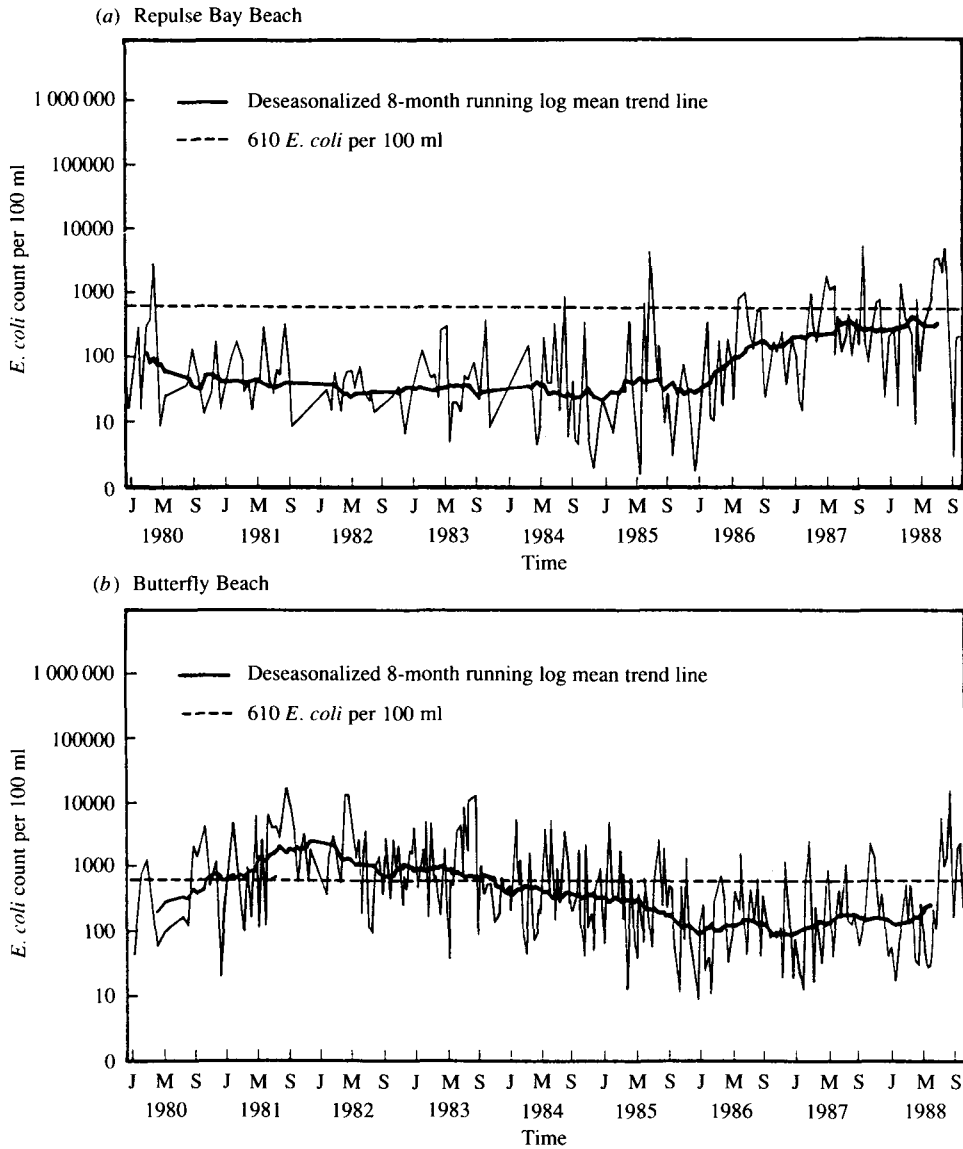 (a) Repulse Bay Beach
1 000 000
100000
10000
1000
100
10
0
E. coli count per 100 ml
Deseasonalized 8-month running log mean trend line
610 E. coli per 100 ml
J M S J M S J M S J M S J M S J M S J M S J M S J M S
1980 1981 1982 1983 1984 1985 1986 1987 1988
Time
(b) Butterfly Beach
1 000 000
100000
10000
1000
100
10
0
E. coli count per 100 ml
Deseasonalized 8-month running log mean trend line
610 E. coli per 100 ml
J M S J M S J M S J M S J M S J M S J M S J M S J M S
1980 1981 1982 1983 1984 1985 1986 1987 1988
Time